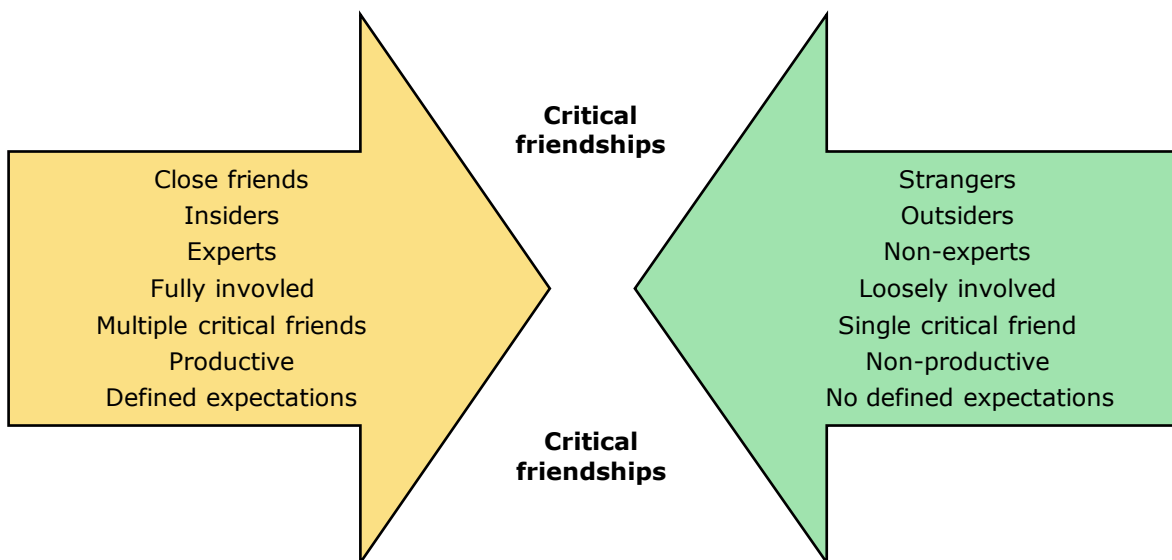 Critical
friendships
Close friends
Insiders
Experts
Fully invovled
Multiple critical friends
Productive
Defined expectations
Strangers
Outsiders
Non-experts
Loosely involved
Single critical friend
Non-productive
No defined expectations
Critical
friendships